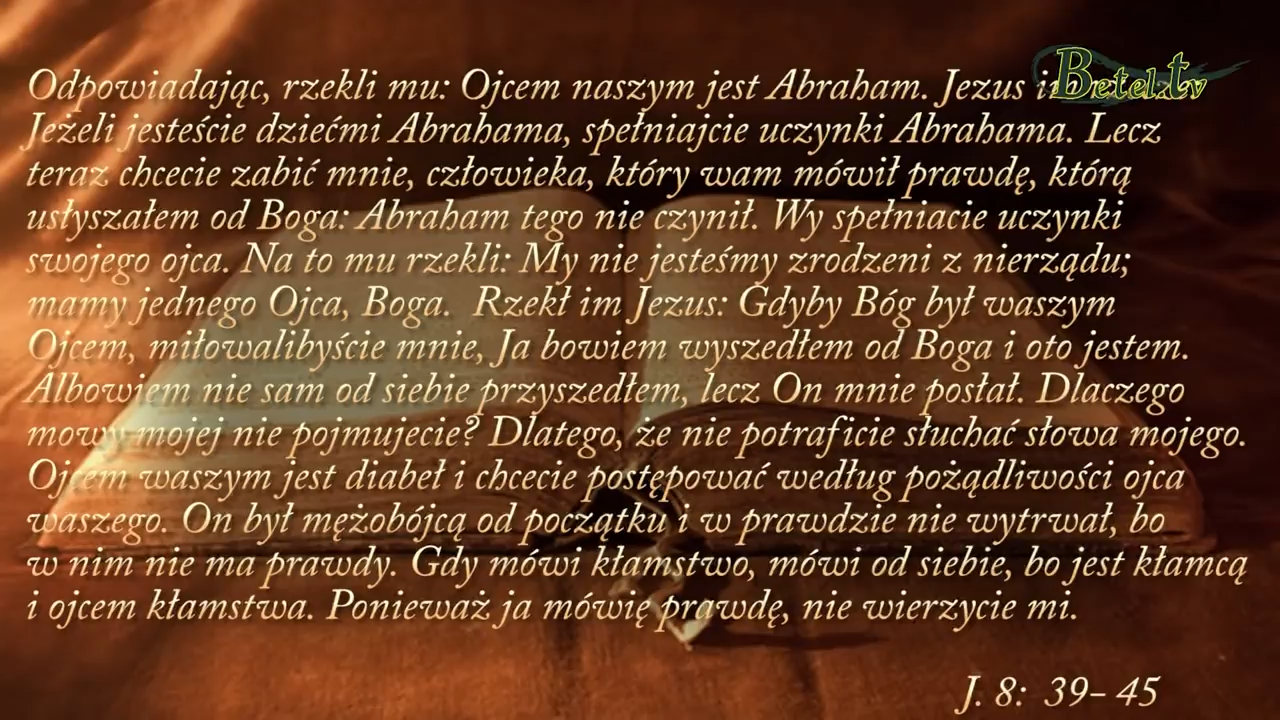 Odpowiadając, rzekli mu: Ojcem naszym jest Abraham. Jezus
Betel.tv
Jeżeli jesteście dziećmi Abrahama, spełniajcie uczynki Abrahama. Lecz
teraz chcecie zabić mnie, człowieka, który wam mówił prawdę, którą
usłyszałem od Boga: Abraham tego nie czynił. Wy spełniacie uczynki
swojego ojca. Na to mu rzekli: My nie jesteśmy zrodzeni z nierządu;
mamy jednego Ojca, Boga. Rzekł im Jezus: Gdyby Bóg był waszym
Ojcem, miłowalibyście mnie, Ja bowiem wyszedłem od Boga i oto jestem.
Albowiem nie sam od siebie przyszedłem, lecz On mnie posłał. Dlaczego
mowy mojej nie pojmujecie? Dlatego, że nie potraficie słuchać słowa mojego.
Ojcem waszym jest diabeł i chcecie postępować według pożądliwości ojca
waszego. On był mężobójcą od początku i w prawdzie nie wytrwał, bo
w nim nie ma prawdy. Gdy mówi kłamstwo, mówi od siebie, bo jest kłamcą
i ojcem kłamstwa. Ponieważ ja mówię prawdę, nie wierzycie mi.
J. 8: 39- 45